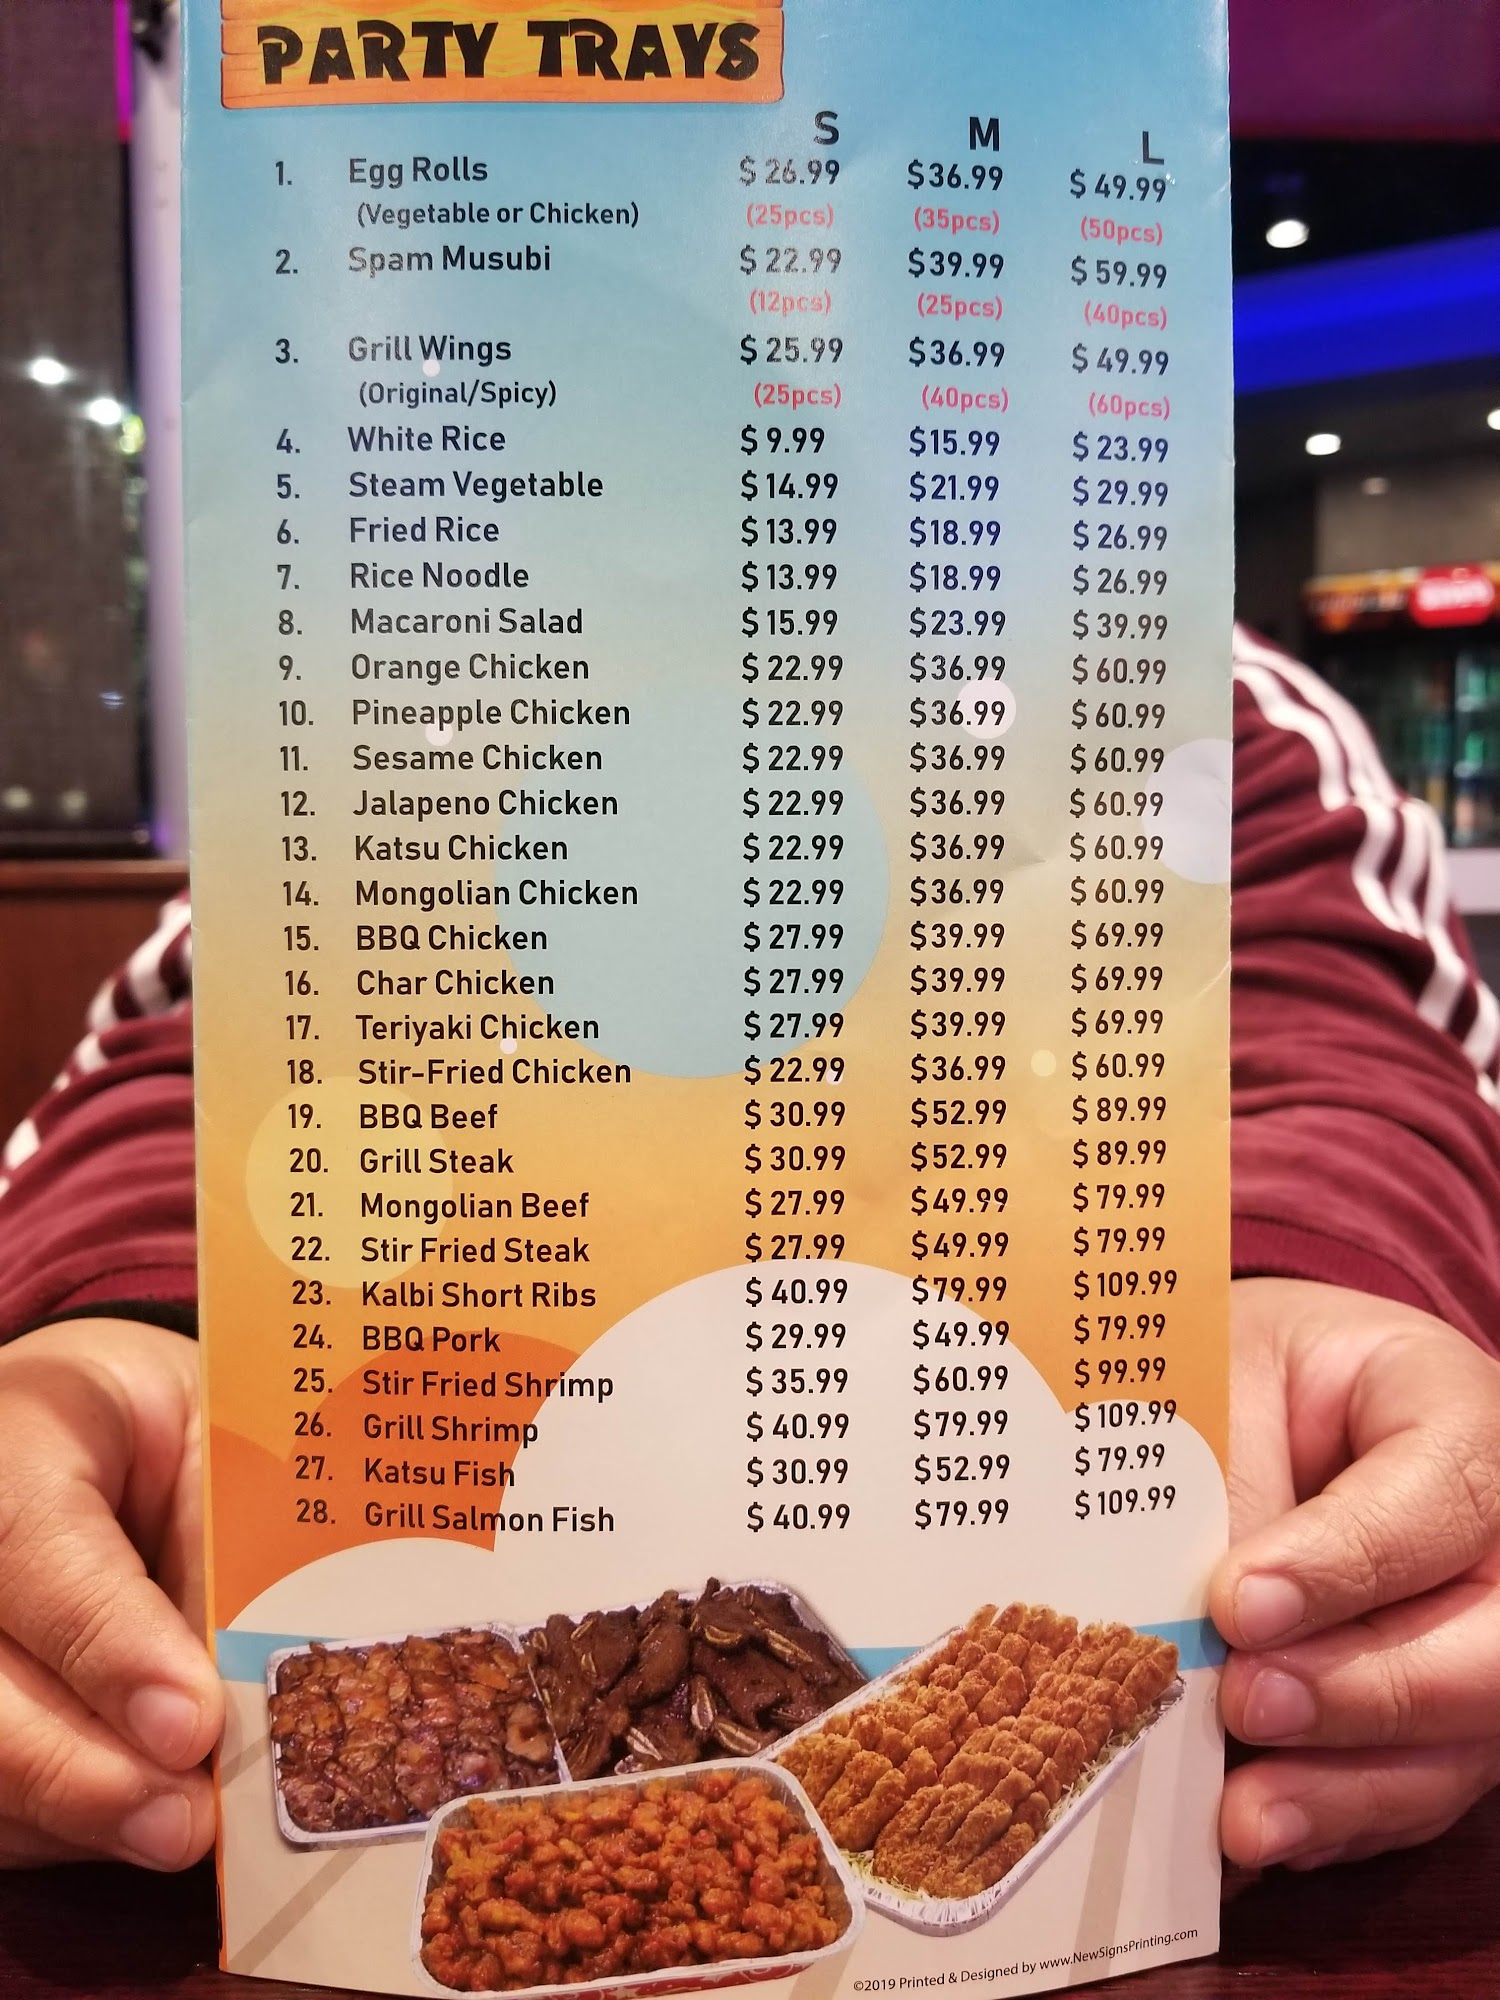 PARTY TRAYS
S M L
1. Egg Rolls $ 26.99 $36.99 $ 49.99
(Vegetable or Chicken) (25pcs) (35pcs) (50pcs)
2. Spam Musubi $ 22.99 $39.99 $ 59.99
(12pcs) (25pcs) (40pcs)
3. Grill Wings $ 25.99 $36.99 $ 49.99
(Original/Spicy) (25pcs) (40pcs) (60pcs)
4. White Rice $ 9.99 $15.99 $ 23.99
5. Steam Vegetable $ 14.99 $21.99 $ 29.99
6. Fried Rice $ 13.99 $18.99 $ 26.99
7. Rice Noodle $ 13.99 $18.99 $ 26.99
8. Macaroni Salad $ 15.99 $23.99 $ 39.99
9. Orange Chicken $ 22.99 $36.99 $ 60.99
10. Pineapple Chicken $ 22.99 $36.99 $ 60.99
11. Sesame Chicken $ 22.99 $36.99 $ 60.99
12. Jalapeno Chicken $ 22.99 $36.99 $ 60.99
13. Katsu Chicken $ 22.99 $36.99 $ 60.99
14. Mongolian Chicken $ 22.99 $36.99 $ 60.99
15. BBQ Chicken $ 27.99 $39.99 $ 69.99
16. Char Chicken $ 27.99 $39.99 $ 69.99
17. Teriyaki Chicken $ 27.99 $39.99 $ 69.99
18. Stir-Fried Chicken $ 22.99 $36.99 $ 60.99
19. BBQ Beef $ 30.99 $52.99 $ 89.99
20. Grill Steak $ 30.99 $52.99 $ 89.99
21. Mongolian Beef $ 27.99 $49.99 $ 79.99
22. Stir Fried Steak $ 27.99 $49.99 $ 79.99
23. Kalbi Short Ribs $ 40.99 $79.99 $ 109.99
24. BBQ Pork $ 29.99 $49.99 $ 79.99
25. Stir Fried Shrimp $ 35.99 $60.99 $ 99.99
26. Grill Shrimp $ 40.99 $79.99 $ 109.99
27. Katsu Fish $ 30.99 $52.99 $ 79.99
28. Grill Salmon Fish $ 40.99 $79.99 $ 109.99
©2019 Printed & Designed by www.NewSignsPrinting.com